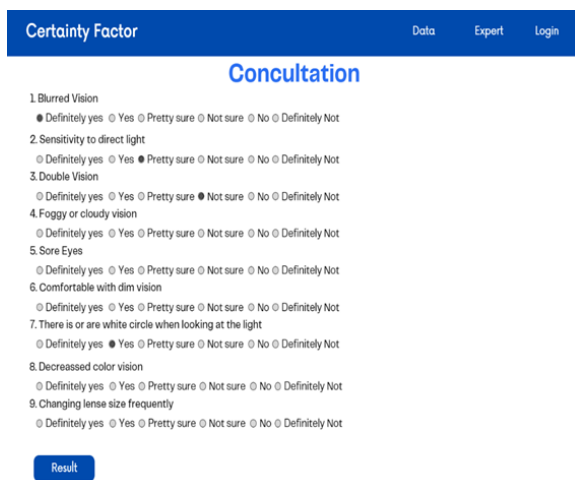 Certainty Factor Data Expert Login
Concultation
1. Blurred Vision
Definitely yes Yes Pretty sure Not sure No Definitely Not
2. Sensitivity to direct light
Definitely yes Yes Pretty sure Not sure No Definitely Not
3. Double Vision
Definitely yes Yes Pretty sure Not sure No Definitely Not
4. Foggy or cloudy vision
Definitely yes Yes Pretty sure Not sure No Definitely Not
5. Sore Eyes
Definitely yes Yes Pretty sure Not sure No Definitely Not
6. Comfortable with dim vision
Definitely yes Yes Pretty sure Not sure No Definitely Not
7. There is or are white circle when looking at the light
Definitely yes Yes Pretty sure Not sure No Definitely Not
8. Decreassed color vision
Definitely yes Yes Pretty sure Not sure No Definitely Not
9. Changing lense size frequently
Definitely yes Yes Pretty sure Not sure No Definitely Not
Result